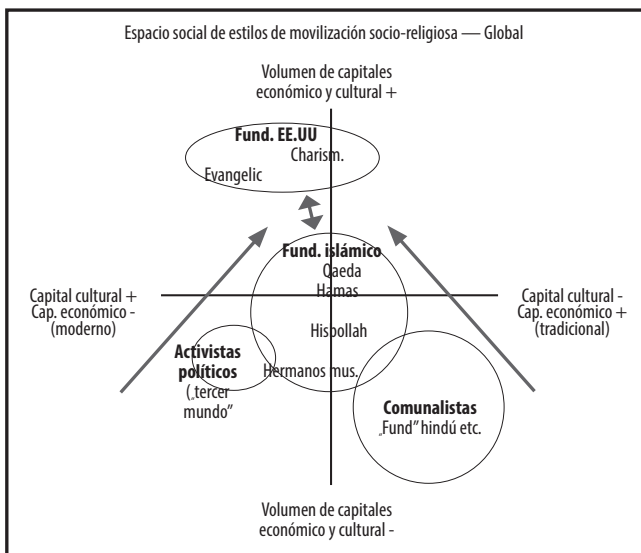 Espacio social de estilos de movilización socio-religiosa — Global
Volumen de capitales
económico y cultural +
Fund. EE.UU
Charism.
Evangelic
Fund. islámico
Qaeda
Hamas
Capital cultural +
Cap. económico -
(moderno)
Capital cultural -
Cap. económico +
(tradicional)
Hisbollah
Activistas
políticos
(„tercer
mundo”
Hermanos mus.
Comunalistas
„Fund” hindú etc.
Volumen de capitales
económico y cultural -